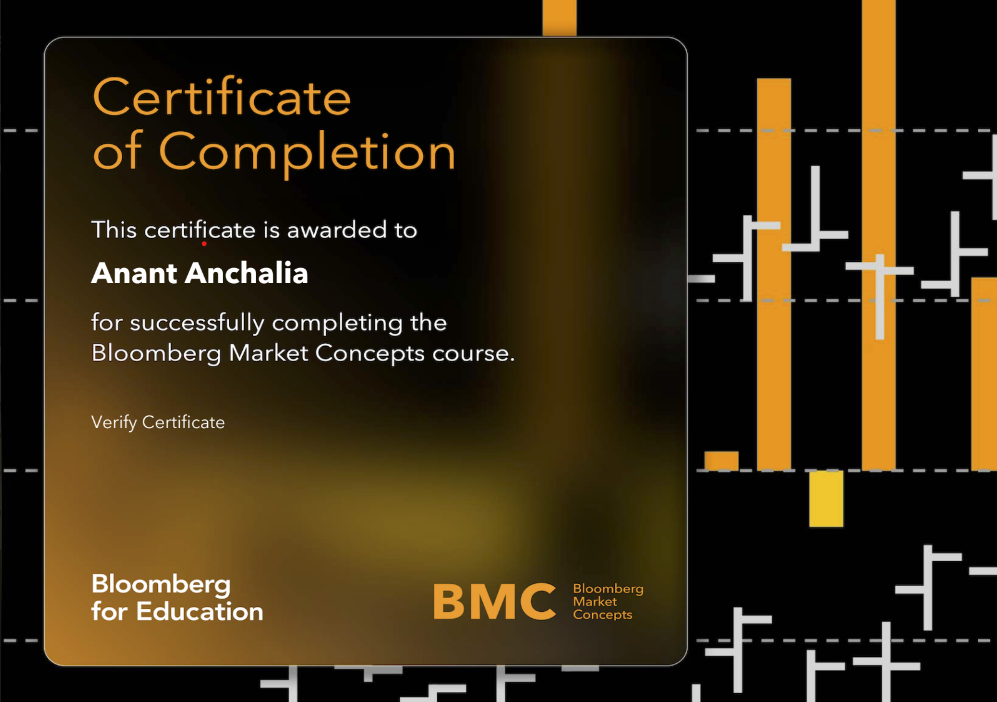 Certificate
of Completion
This certificate is awarded to
Anant Anchalia
for successfully completing the
Bloomberg Market Concepts course.
Verify Certificate
Bloomberg
for Education
BMC
Bloomberg
Market
Concepts